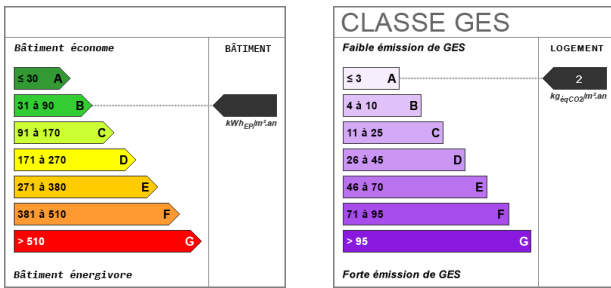 Bâtiment économe
BÂTIMENT
≤ 30 A
31 à 90 B
kWhEP/m².an
91 à 170 C
171 à 270 D
271 à 380 E
381 à 510 F
> 510 G
Bâtiment énergivore
CLASSE GES
Faible émission de GES
LOGEMENT
≤ 3 A
2
kgéqCO2/m².an
4 à 10 B
11 à 25 C
26 à 45 D
46 à 70 E
71 à 95 F
> 95 G
Forte émission de GES